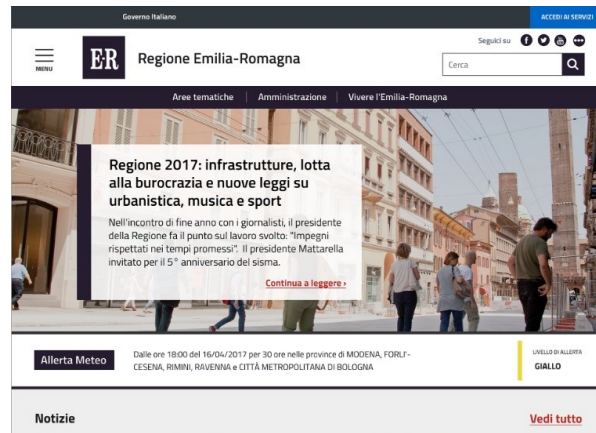 Governo Italiano
ACCEDI AI SERVIZI
Seguici su
MENU
E·R
Regione Emilia-Romagna
Cerca
Aree tematiche | Amministrazione | Vivere l'Emilia-Romagna
Regione 2017: infrastrutture, lotta
alla burocrazia e nuove leggi su
urbanistica, musica e sport
Nell'incontro di fine anno con i giornalisti, il presidente
della Regione fa il punto sul lavoro svolto: "Impegni
rispettati nei tempi promessi". Il presidente Mattarella
invitato per il 5° anniversario del sisma.
Continua a leggere ›
Allerta Meteo
Dalle ore 18:00 del 16/04/2017 per 30 ore nelle province di MODENA, FORLI'-
CESENA, RIMINI, RAVENNA e CITTÀ METROPOLITANA DI BOLOGNA
LIVELLO DI ALLERTA
GIALLO
Notizie
Vedi tutto